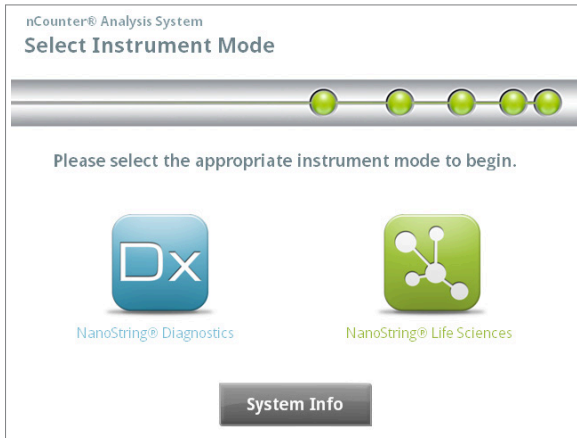 nCounter® Analysis System
Select Instrument Mode
Please select the appropriate instrument mode to begin.
Dx
NanoString® Diagnostics
NanoString® Life Sciences
System Info